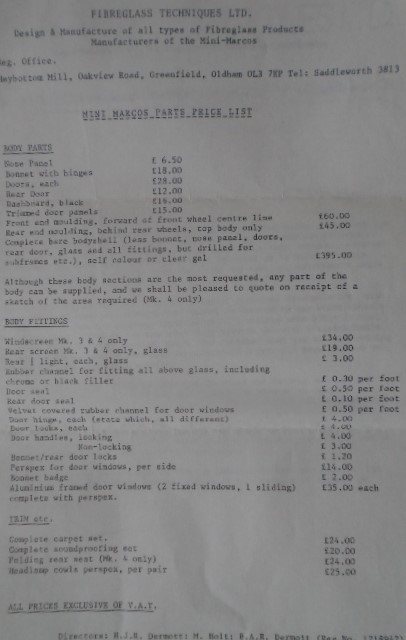 FIBREGLASS TECHNIQUES LTD.
Design & Manufacture of all types of Fibreglass Products
Manufacturers of the Mini-Marcos
Reg. Office.
Heybottom Mill, Oakview Road, Greenfield, Oldham OL3 7EP Tel: Saddleworth 3813
MINI MARCOS PARTS PRICE LIST
BODY PARTS
Nose Panel £ 6.50
Bonnet with hinges £18.00
Doors, each £28.00
Rear Door £12.00
Dashboard, black £16.00
Trimmed door panels £15.00
Front end moulding, forward of front wheel centre line £60.00
Rear end moulding, behind rear wheels, top body only £45.00
Complete bare bodyshell (less bonnet, nose panel, doors,
rear door, glass and all fittings, but drilled for
subframes etc.), self colour or clear gel £395.00
Although these body sections are the most requested, any part of the
body can be supplied, and we shall be pleased to quote on receipt of a
sketch of the area required (Mk. 4 only)
BODY FITTINGS
Windscreen Mk. 3 & 4 only £34.00
Rear screen Mk. 3 & 4 only, glass £19.00
Rear ¼ light, each, glass £ 3.00
Rubber channel for fitting all above glass, including
chrome or black filler £ 0.30 per foot
Door seal £ 0.50 per foot
Rear door seal £ 0.10 per foot
Velvet covered rubber channel for door windows £ 0.50 per foot
Door hinge, each (state which, all different) £ 4.00
Door locks, each £ 6.00
Door handles, locking £ 4.00
Non-locking £ 3.00
Bonnet/rear door locks £ 1.20
Perspex for door windows, per side £14.00
Bonnet badge £ 2.00
Aluminium framed door windows (2 fixed windows, 1 sliding) £35.00 each
complete with perspex.
TRIM etc.
Complete carpet set. £24.00
Complete soundproofing set £20.00
Folding rear seat (Mk. 4 only) £24.00
Headlamp cowls perspex, per pair £25.00
ALL PRICES EXCLUSIVE OF V.A.T.
Directors: H.J.R. Dermott: M. Holt: R.A.B. Dermott